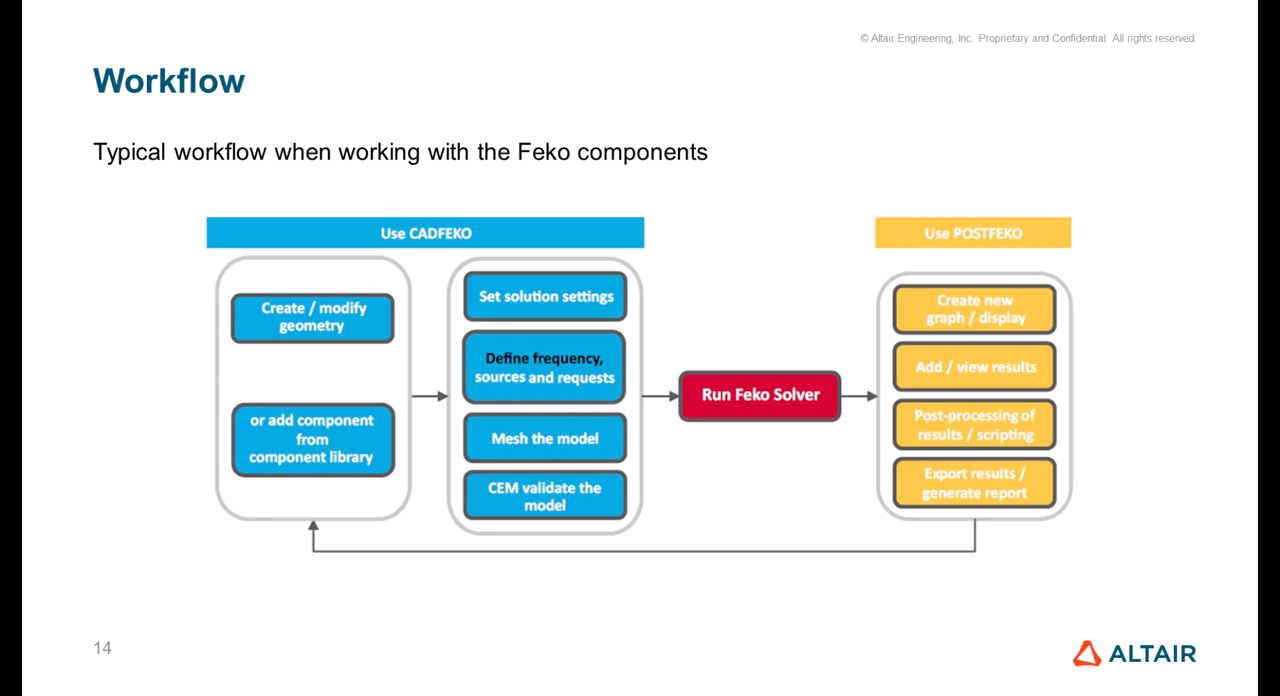 © Altair Engineering, Inc. Proprietary and Confidential. All rights reserved.
Workflow
Typical workflow when working with the Feko components
Use CADFEKO
Create / modify
geometry
or add component
from
component library
Set solution settings
Define frequency,
sources and requests
Mesh the model
CEM validate the
model
Run Feko Solver
Use POSTFEKO
Create new
graph / display
Add / view results
Post-processing of
results / scripting
Export results /
generate report
14
ALTAIR